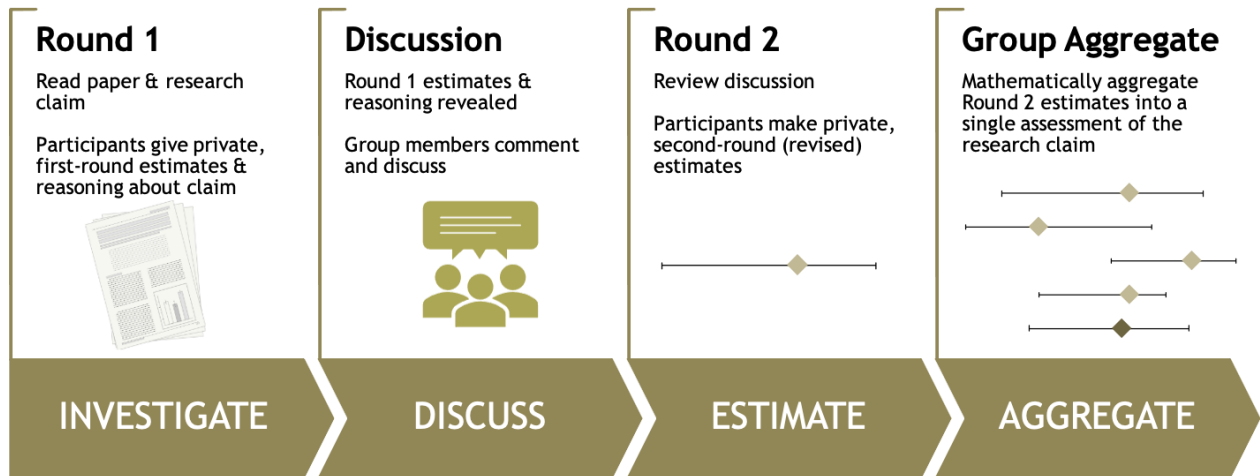 Round 1
Read paper & research
claim
Participants give private,
first-round estimates &
reasoning about claim
INVESTIGATE
Discussion
Round 1 estimates &
reasoning revealed
Group members comment
and discuss
DISCUSS
Round 2
Review discussion
Participants make private,
second-round (revised)
estimates
ESTIMATE
Group Aggregate
Mathematically aggregate
Round 2 estimates into a
single assessment of the
research claim
AGGREGATE